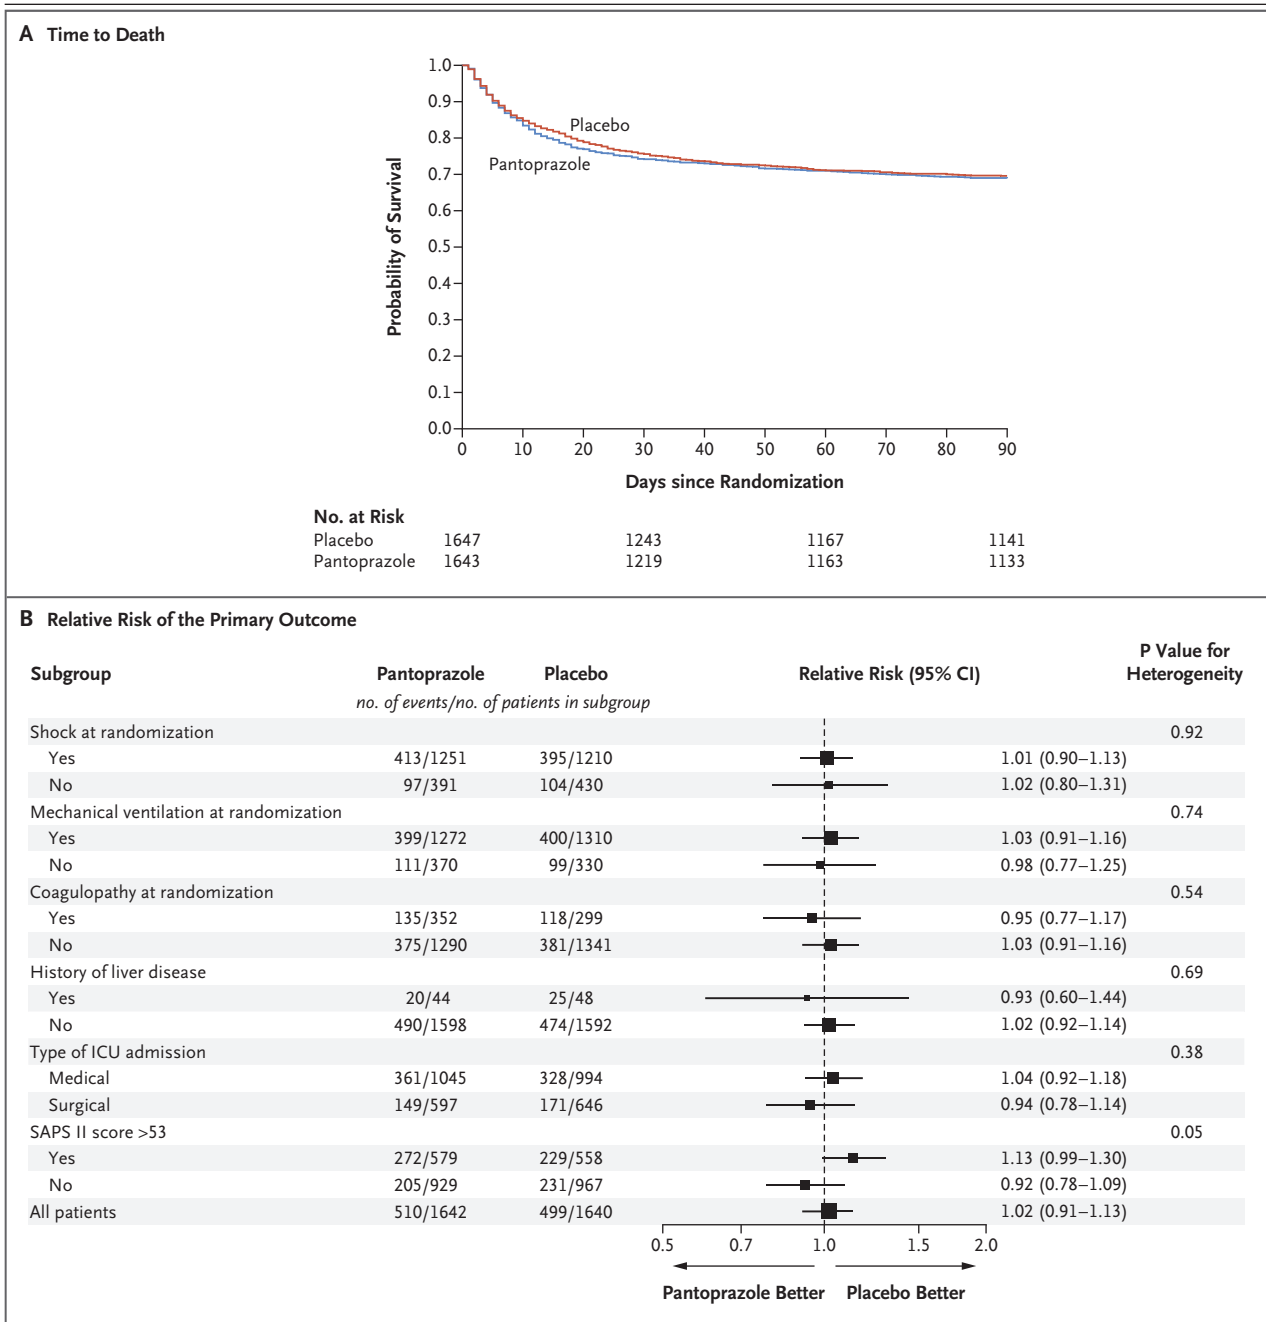 A Time to Death
1.0
0.9
0.8
0.7
0.6
0.5
0.4
0.3
0.2
0.1
0.0
Probability of Survival
Placebo
Pantoprazole
0 10 20 30 40 50 60 70 80 90
Days since Randomization
No. at Risk
Placebo 1647 1243 1167 1141
Pantoprazole 1643 1219 1163 1133
B Relative Risk of the Primary Outcome
Subgroup Pantoprazole Placebo Relative Risk (95% CI) P Value for Heterogeneity
no. of events/no. of patients in subgroup
Shock at randomization 0.92
Yes 413/1251 395/1210 1.01 (0.90–1.13)
No 97/391 104/430 1.02 (0.80–1.31)
Mechanical ventilation at randomization 0.74
Yes 399/1272 400/1310 1.03 (0.91–1.16)
No 111/370 99/330 0.98 (0.77–1.25)
Coagulopathy at randomization 0.54
Yes 135/352 118/299 0.95 (0.77–1.17)
No 375/1290 381/1341 1.03 (0.91–1.16)
History of liver disease 0.69
Yes 20/44 25/48 0.93 (0.60–1.44)
No 490/1598 474/1592 1.02 (0.92–1.14)
Type of ICU admission 0.38
Medical 361/1045 328/994 1.04 (0.92–1.18)
Surgical 149/597 171/646 0.94 (0.78–1.14)
SAPS II score >53 0.05
Yes 272/579 229/558 1.13 (0.99–1.30)
No 205/929 231/967 0.92 (0.78–1.09)
All patients 510/1642 499/1640 1.02 (0.91–1.13)
0.5 0.7 1.0 1.5 2.0
Pantoprazole Better Placebo Better